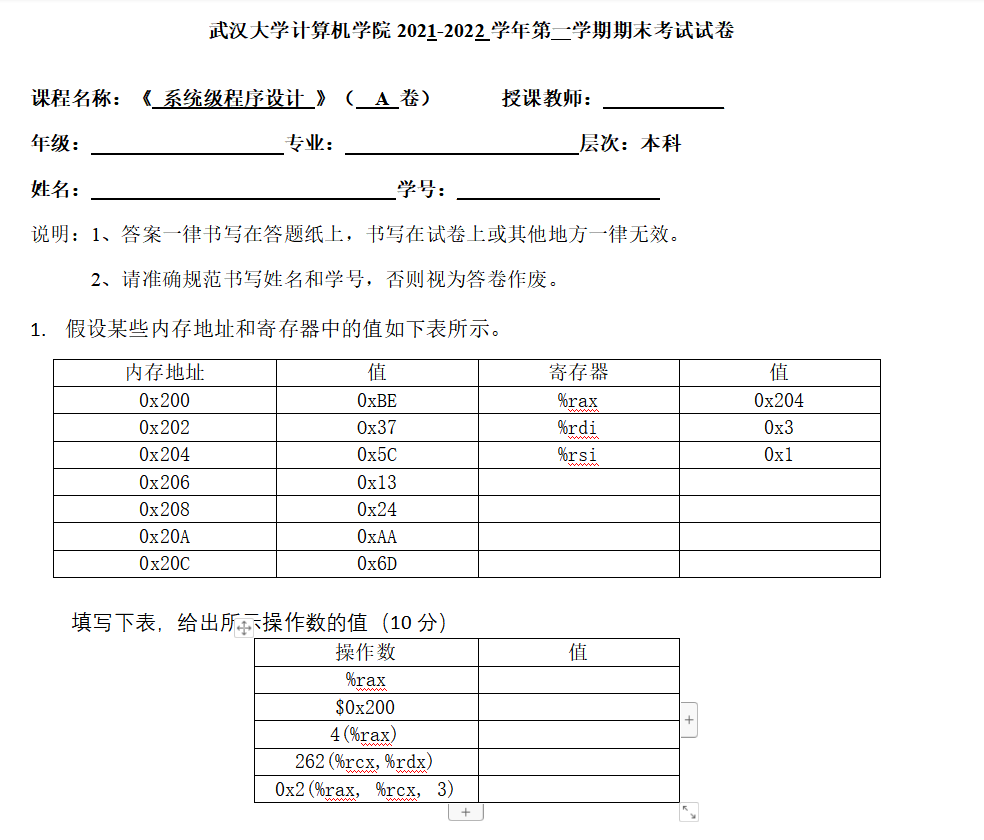 武汉大学计算机学院 2021-2022 学年第一学期期末考试试卷
课程名称：《 系统级程序设计 》（ A 卷） 授课教师：
年级： 专业： 层次：本科
姓名： 学号：
说明：1、答案一律书写在答题纸上，书写在试卷上或其他地方一律无效。
2、请准确规范书写姓名和学号，否则视为答卷作废。
1. 假设某些内存地址和寄存器中的值如下表所示。
内存地址 值 寄存器 值
0x200 0xBE %rax 0x204
0x202 0x37 %rdi 0x3
0x204 0x5C %rsi 0x1
0x206 0x13
0x208 0x24
0x20A 0xAA
0x20C 0x6D
填写下表，给出所示操作数的值（10 分）
操作数 值
%rax
$0x200
4(%rax)
262(%rcx,%rdx)
0x2(%rax, %rcx, 3)